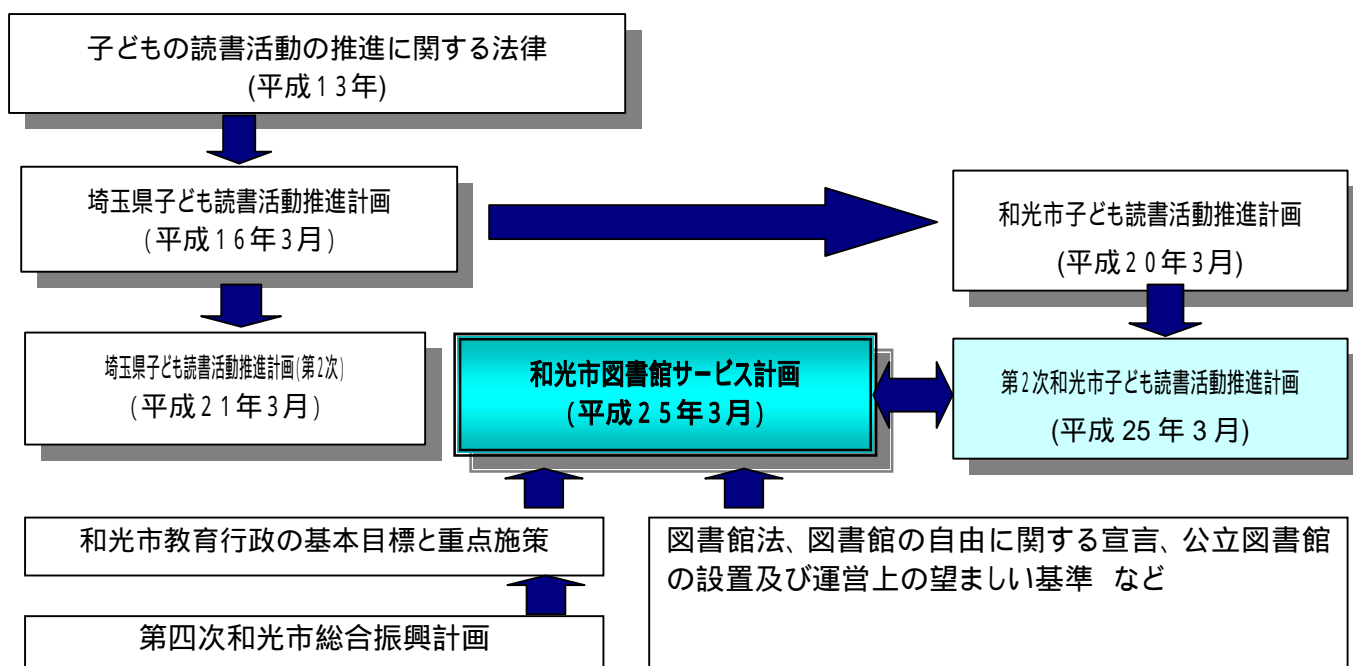 子どもの読書活動の推進に関する法律
(平成13年)
埼玉県子ども読書活動推進計画
(平成16年3月)
和光市子ども読書活動推進計画
(平成20年3月)
埼玉県子ども読書活動推進計画(第2次)
(平成21年3月)
和光市図書館サービス計画
(平成25年3月)
第2次和光市子ども読書活動推進計画
(平成 25 年 3 月)
和光市教育行政の基本目標と重点施策
図書館法、図書館の自由に関する宣言、公立図書館
の設置及び運営上の望ましい基準 など
第四次和光市総合振興計画